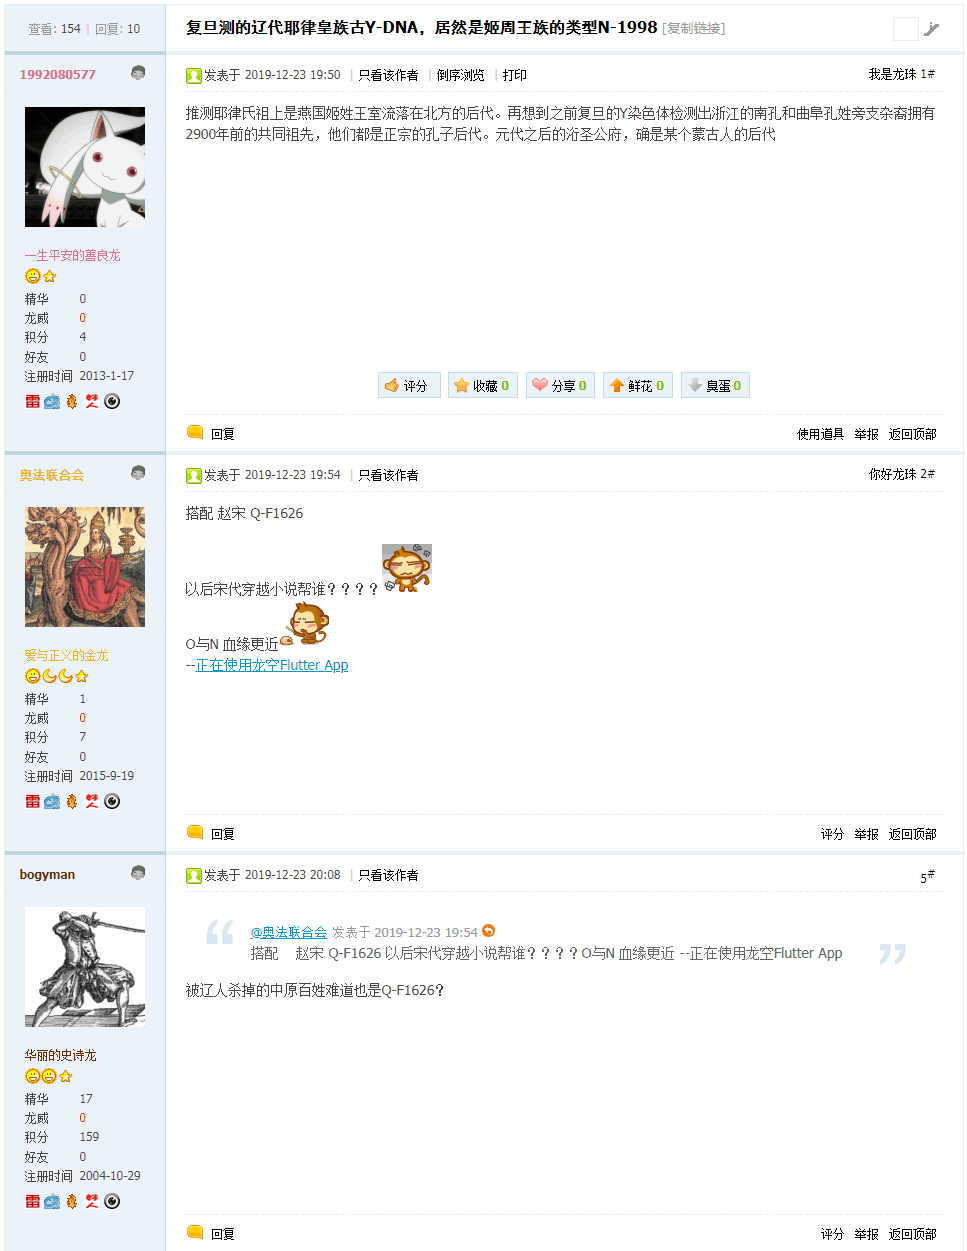 查看: 154 | 回复: 10
复旦测的辽代耶律皇族古Y-DNA，居然是姬周王族的类型N-1998 [复制链接]
1992080577
发表于 2019-12-23 19:50 | 只看该作者 | 倒序浏览 | 打印
我是龙珠 1#
推测耶律氏祖上是燕国姬姓王室流落在北方的后代。再想到之前复旦的Y染色体检测出浙江的南孔和曲阜孔姓旁支杂裔拥有
2900年前的共同祖先，他们都是正宗的孔子后代。元代之后的洐圣公府，确是某个蒙古人的后代
一生平安的善良龙
精华 0
龙威 0
积分 4
好友 0
注册时间 2013-1-17
雷
评分
收藏 0
分享 0
鲜花 0
臭蛋 0
回复
使用道具 举报 返回顶部
奥法联合会
发表于 2019-12-23 19:54 | 只看该作者
你好龙珠 2#
搭配 赵宋 Q-F1626
以后宋代穿越小说帮谁？？？？
O与N 血缘更近
--正在使用龙空Flutter App
爱与正义的金龙
精华 1
龙威 0
积分 7
好友 0
注册时间 2015-9-19
雷
回复
评分 举报 返回顶部
bogyman
发表于 2019-12-23 20:08 | 只看该作者
5#
@奥法联合会 发表于 2019-12-23 19:54
搭配 赵宋 Q-F1626 以后宋代穿越小说帮谁？？？？O与N 血缘更近 --正在使用龙空Flutter App
被辽人杀掉的中原百姓难道也是Q-F1626?
华丽的史诗龙
精华 17
龙威 0
积分 159
好友 0
注册时间 2004-10-29
雷
回复
评分 举报 返回顶部